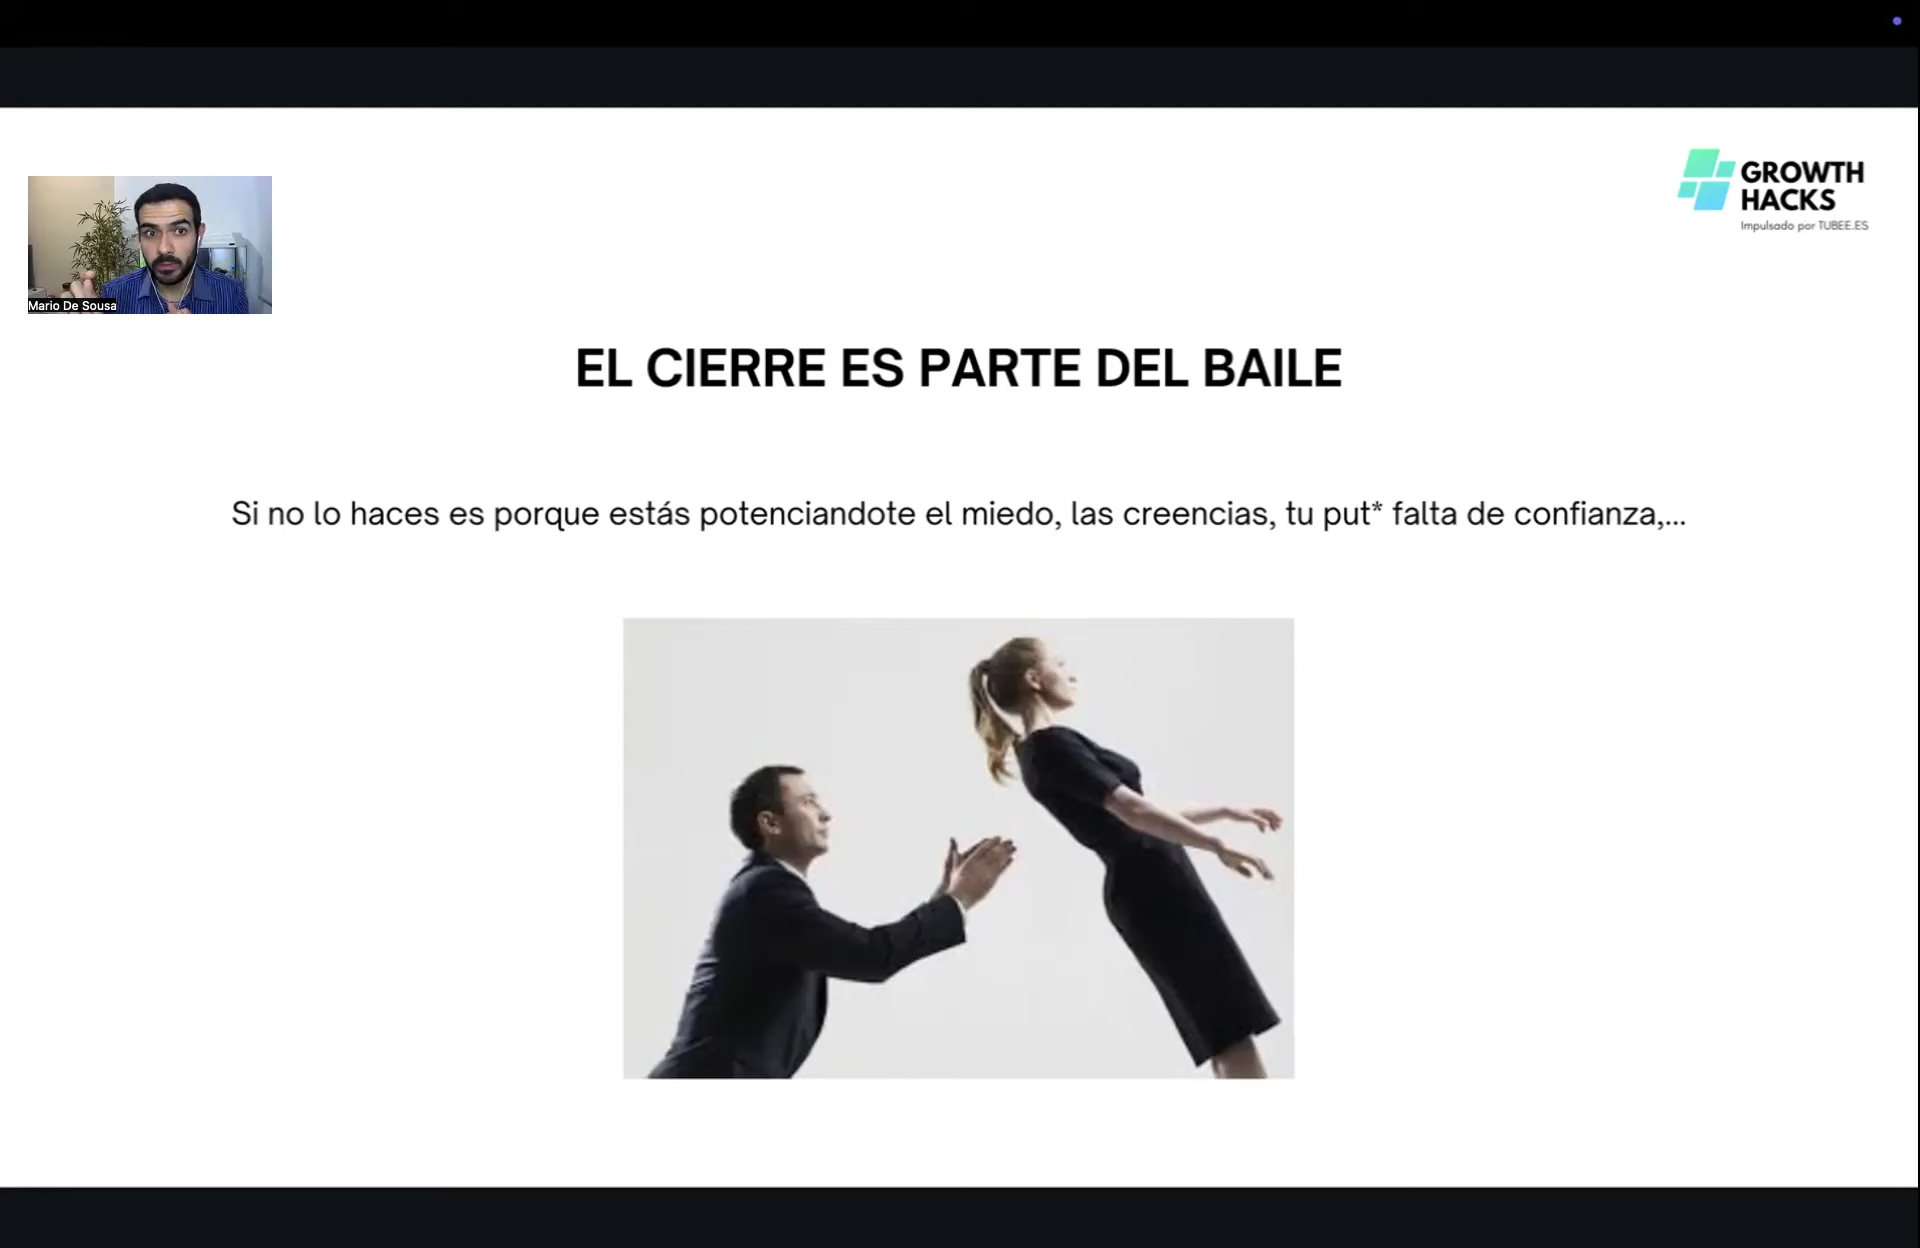 GROWTH
HACKS
Impulsado por TUBEE.ES
Mario De Sousa
EL CIERRE ES PARTE DEL BAILE
Si no lo haces es porque estás potenciandote el miedo, las creencias, tu put* falta de confianza,...